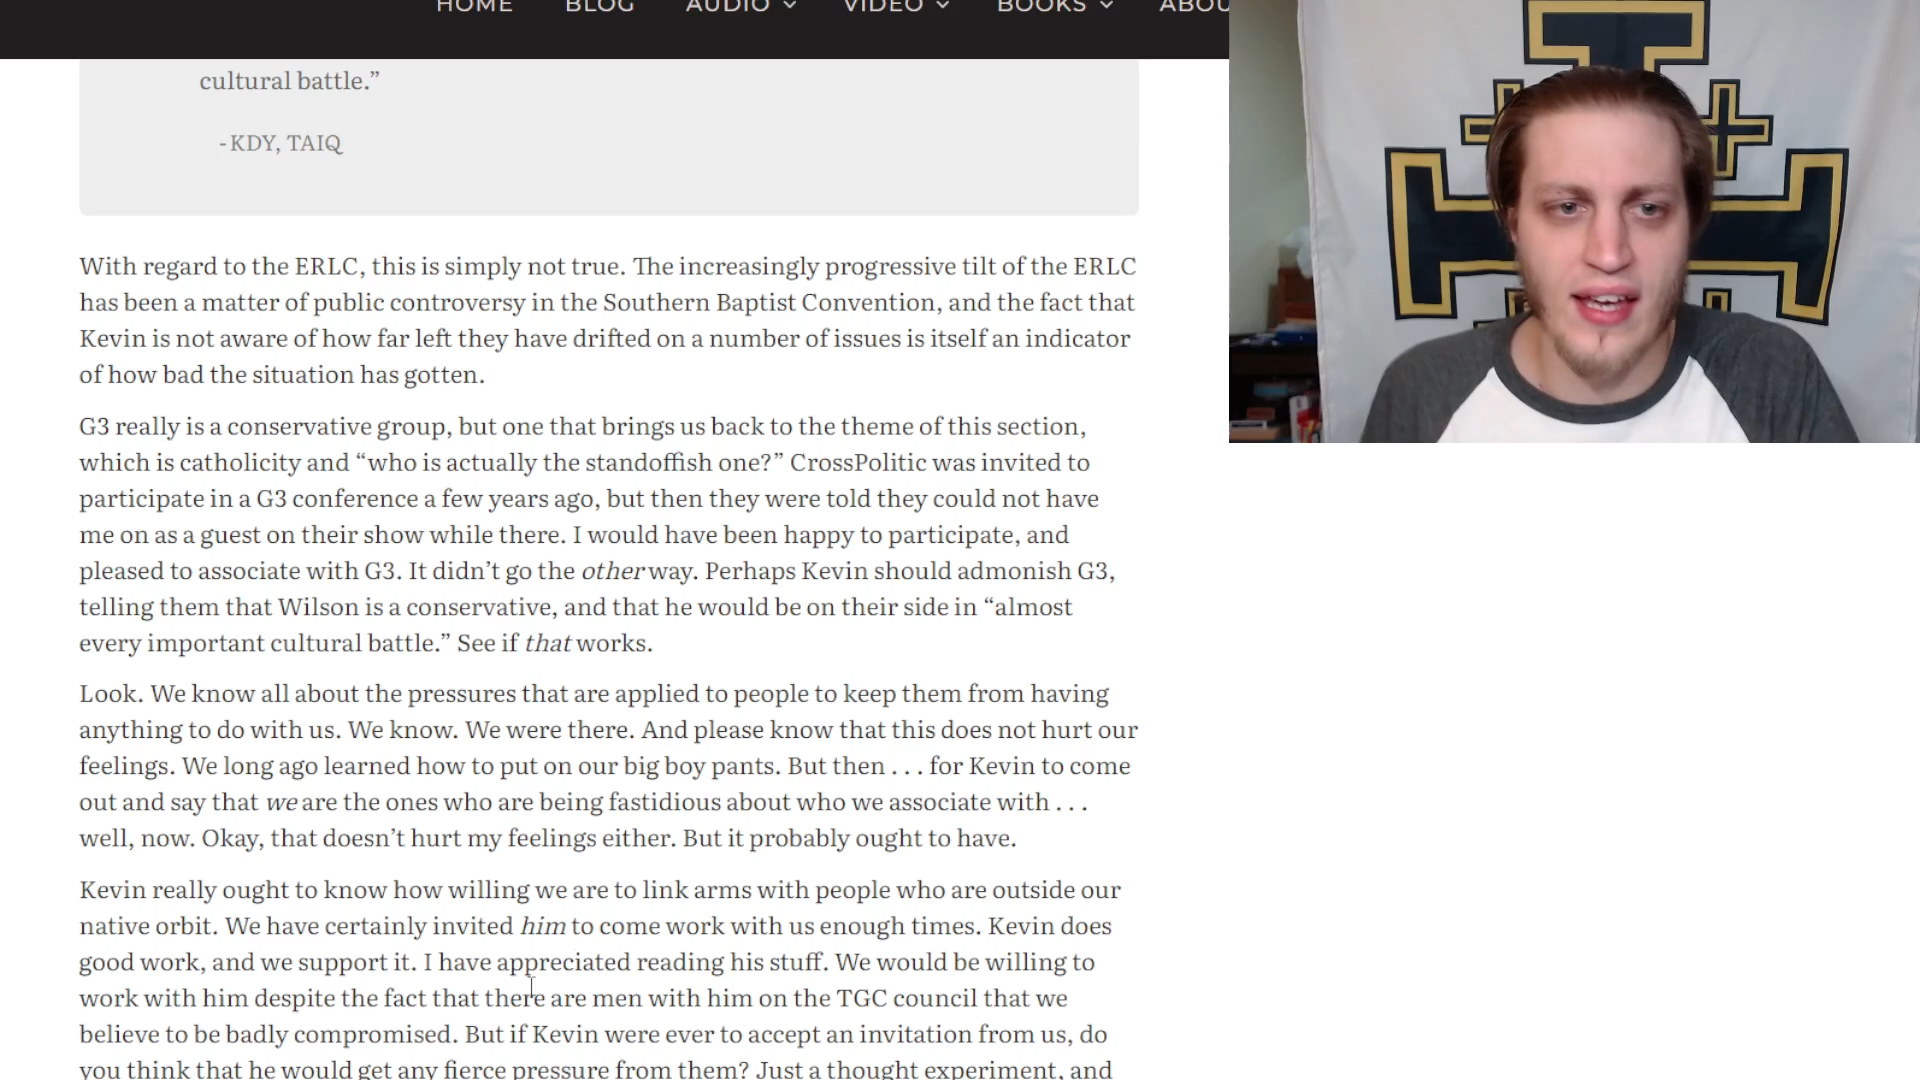 HOME BLOG AUDIO VIDEO BOOKS ABOU
cultural battle.”
-KDY, TAIQ
With regard to the ERLC, this is simply not true. The increasingly progressive tilt of the ERLC
has been a matter of public controversy in the Southern Baptist Convention, and the fact that
Kevin is not aware of how far left they have drifted on a number of issues is itself an indicator
of how bad the situation has gotten.
G3 really is a conservative group, but one that brings us back to the theme of this section,
which is catholicity and “who is actually the standoffish one?” CrossPolitic was invited to
participate in a G3 conference a few years ago, but then they were told they could not have
me on as a guest on their show while there. I would have been happy to participate, and
pleased to associate with G3. It didn’t go the other way. Perhaps Kevin should admonish G3,
telling them that Wilson is a conservative, and that he would be on their side in “almost
every important cultural battle.” See if that works.
Look. We know all about the pressures that are applied to people to keep them from having
anything to do with us. We know. We were there. And please know that this does not hurt our
feelings. We long ago learned how to put on our big boy pants. But then . . . for Kevin to come
out and say that we are the ones who are being fastidious about who we associate with . . .
well, now. Okay, that doesn’t hurt my feelings either. But it probably ought to have.
Kevin really ought to know how willing we are to link arms with people who are outside our
native orbit. We have certainly invited him to come work with us enough times. Kevin does
good work, and we support it. I have appreciated reading his stuff. We would be willing to
work with him despite the fact that there are men with him on the TGC council that we
believe to be badly compromised. But if Kevin were ever to accept an invitation from us, do
you think that he would get any fierce pressure from them? Just a thought experiment, and